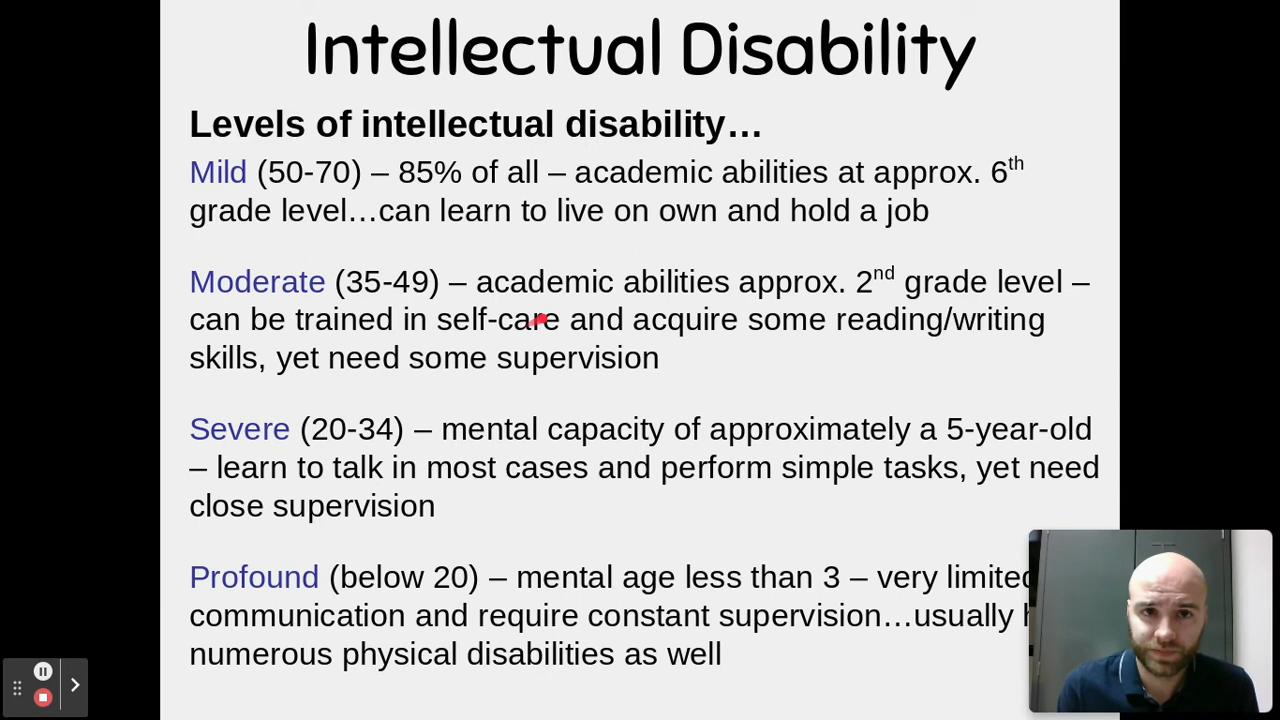 Intellectual Disability
Levels of intellectual disability…
Mild (50-70) – 85% of all – academic abilities at approx. 6th
grade level…can learn to live on own and hold a job
Moderate (35-49) – academic abilities approx. 2nd grade level –
can be trained in self-care and acquire some reading/writing
skills, yet need some supervision
Severe (20-34) – mental capacity of approximately a 5-year-old
– learn to talk in most cases and perform simple tasks, yet need
close supervision
Profound (below 20) – mental age less than 3 – very limited
communication and require constant supervision…usually
numerous physical disabilities as well